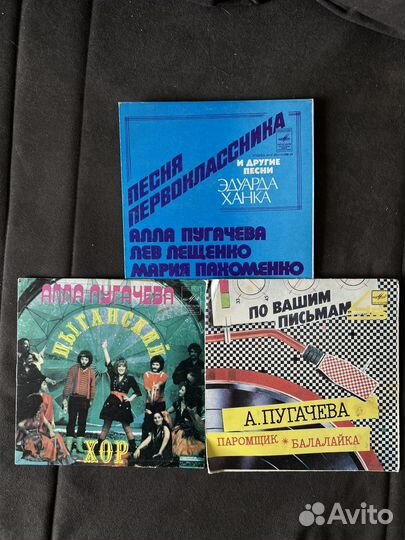 ПЕСНЯ
ПЕРВОКЛАССНИКА
И ДРУГИЕ
ПЕСНИ
ЭДУАРДА
ХАНКА
АЛЛА ПУГАЧЕВА
ЛЕВ ЛЕЩЕНКО
МАРИЯ ПАХОМЕНКО
АЛЛА ПУГАЧЕВА
ЦЫГАНСКИЙ
ХОР
ПО ВАШИМ
ПИСЬМАМ 4
А. ПУГАЧЕВА
ПАРОМЩИК * БАЛАЛАЙКА
Avito